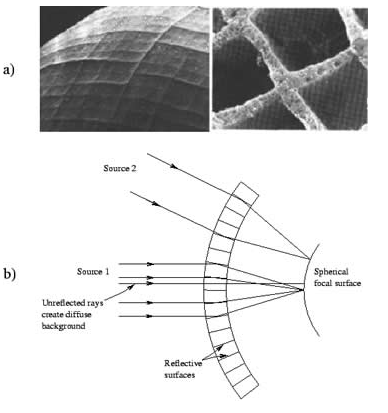 a)
Source 2
b)
Source 1
Spherical
focal surface
Unreflected rays
create diffuse
background
Reflective
surfaces